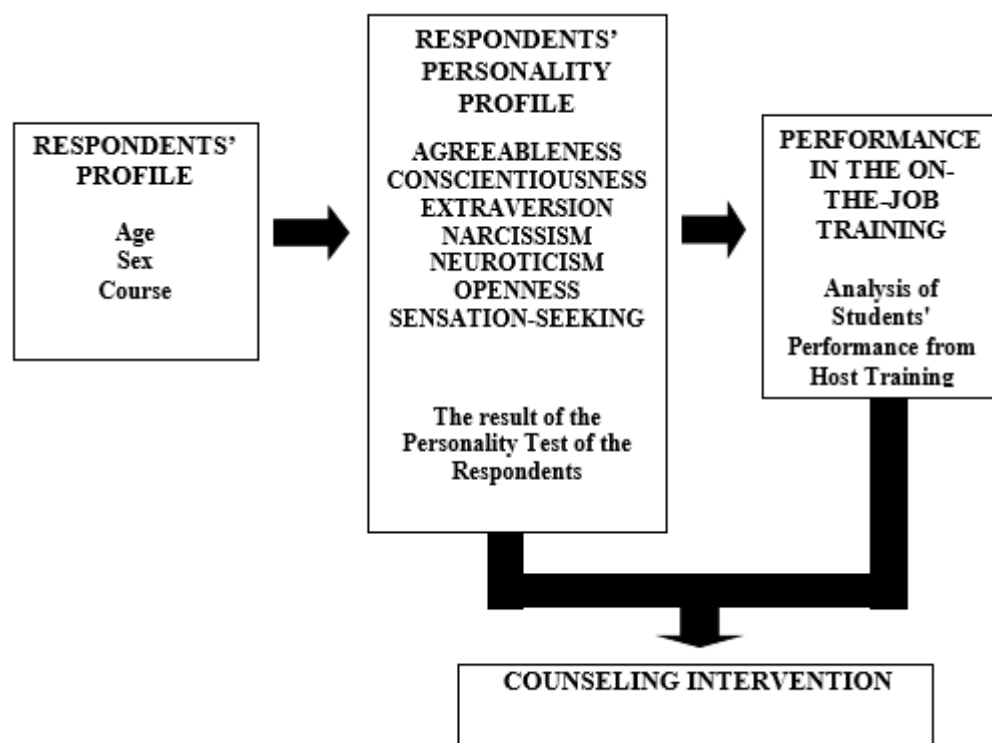 RESPONDENTS'
PROFILE
Age
Sex
Course
RESPONDENTS'
PERSONALITY
PROFILE
AGREEABLENESS
CONSCIENTIOUSNESS
EXTRAVERSION
NARCISSISM
NEUROTICISM
OPENNESS
SENSATION-SEEKING
The result of the
Personality Test of the
Respondents
PERFORMANCE
IN THE ON-
THE-JOB
TRAINING
Analysis of
Students'
Performance from
Host Training
COUNSELING INTERVENTION